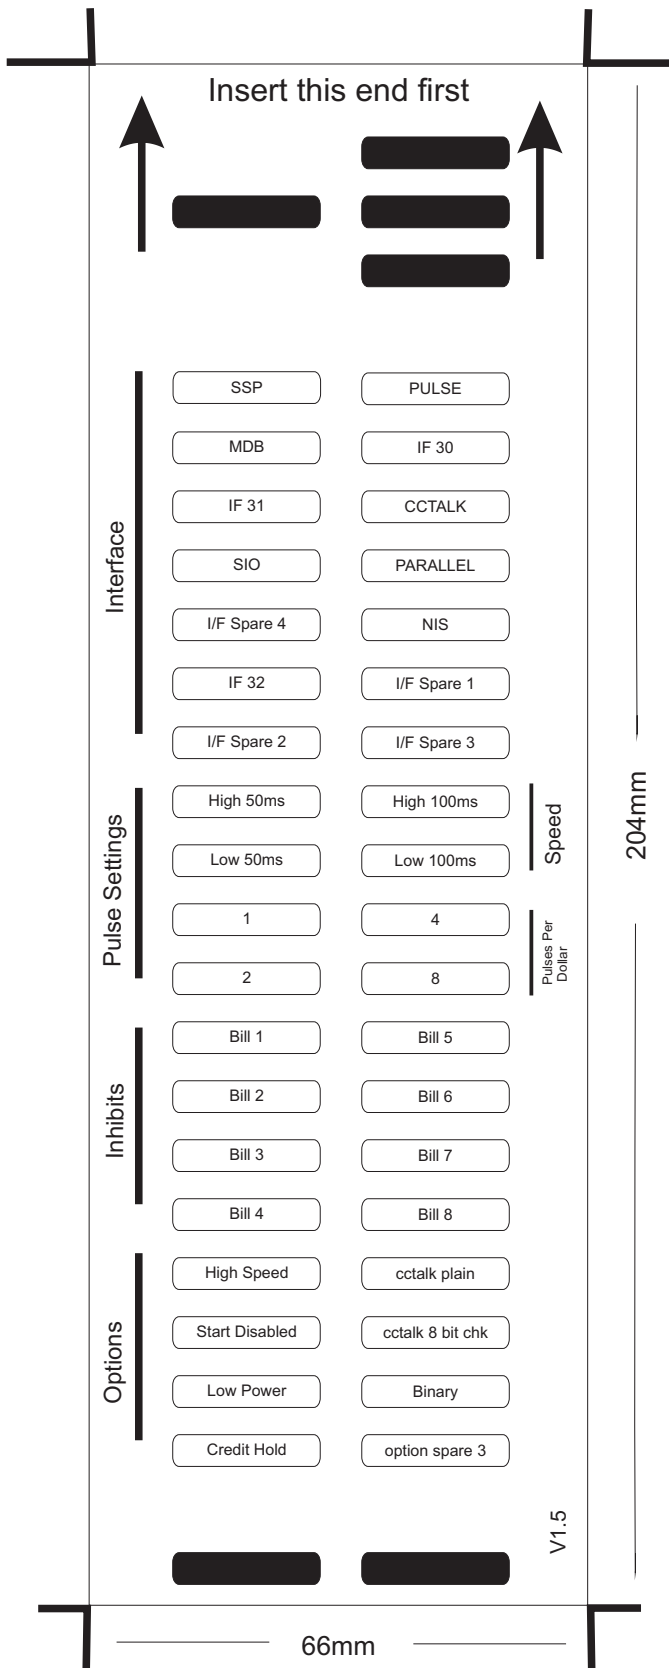 Insert this end first
Interface
SSP
PULSE
MDB
IF 30
IF 31
CCTALK
SIO
PARALLEL
I/F Spare 4
NIS
IF 32
I/F Spare 1
I/F Spare 2
I/F Spare 3
Pulse Settings
High 50ms
High 100ms
Speed
Low 50ms
Low 100ms
1
4
Pulses Per
Dollar
2
8
Inhibits
Bill 1
Bill 5
Bill 2
Bill 6
Bill 3
Bill 7
Bill 4
Bill 8
Options
High Speed
cctalk plain
Start Disabled
cctalk 8 bit chk
Low Power
Binary
Credit Hold
option spare 3
V1.5
204mm
66mm